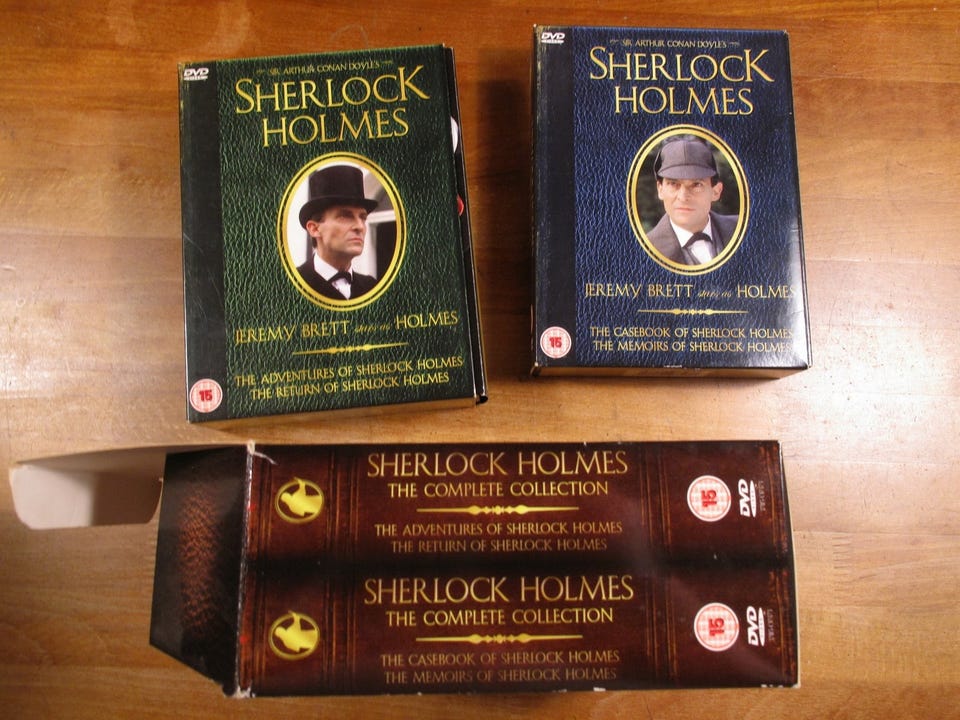 DVD
SIR ARTHUR CONAN DOYLE'S
SHERLOCK
HOLMES
JEREMY BRETT stars as HOLMES
THE ADVENTURES OF SHERLOCK HOLMES
THE RETURN OF SHERLOCK HOLMES
15
DVD
SIR ARTHUR CONAN DOYLE'S
SHERLOCK
HOLMES
JEREMY BRETT stars as HOLMES
THE CASEBOOK OF SHERLOCK HOLMES
THE MEMOIRS OF SHERLOCK HOLMES
15
SHERLOCK HOLMES
THE COMPLETE COLLECTION
THE ADVENTURES OF SHERLOCK HOLMES
THE RETURN OF SHERLOCK HOLMES
15
DVD
SHERLOCK HOLMES
THE COMPLETE COLLECTION
THE CASEBOOK OF SHERLOCK HOLMES
THE MEMOIRS OF SHERLOCK HOLMES
15
DVD